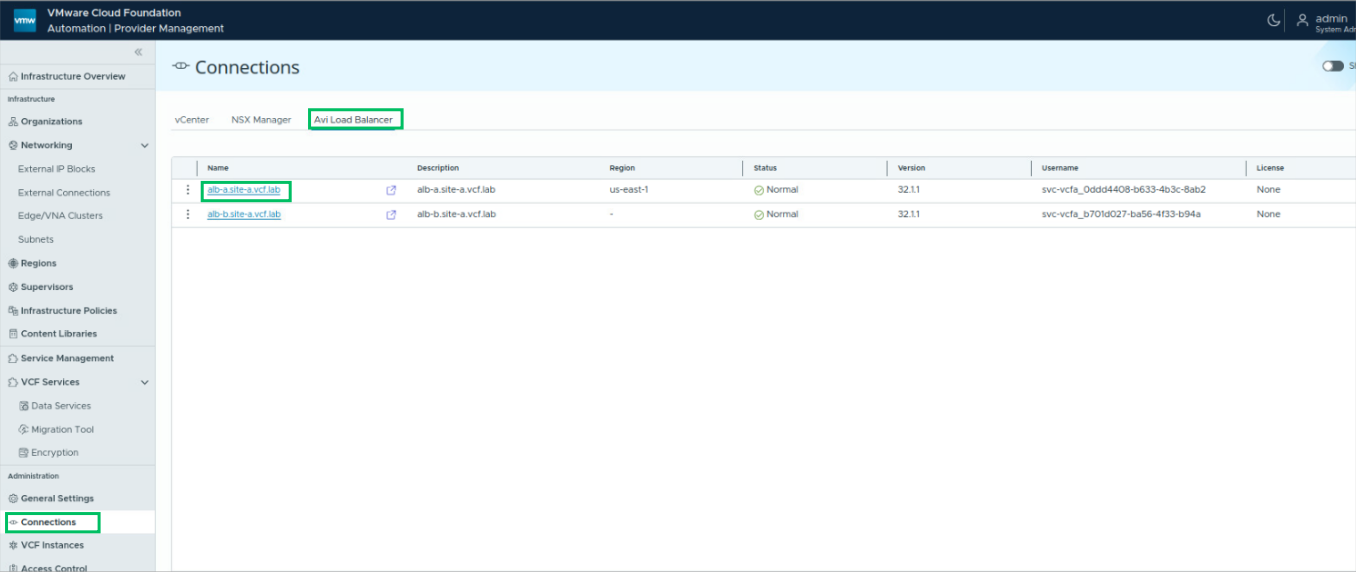 vmw
VMware Cloud Foundation
Automation | Provider Management
admin
System Adm
Infrastructure Overview
Infrastructure
Organizations
Networking
External IP Blocks
External Connections
Edge/VNA Clusters
Subnets
Regions
Supervisors
Infrastructure Policies
Content Libraries
Service Management
VCF Services
Data Services
Migration Tool
Encryption
Administration
General Settings
Connections
VCF Instances
Access Control
Connections
vCenter NSX Manager Avi Load Balancer
Name Description Region Status Version Username License
alb-a.site-a.vcf.lab alb-a.site-a.vcf.lab us-east-1 Normal 32.1.1 svc-vcfa_0ddd4408-b633-4b3c-8ab2 None
alb-b.site-a.vcf.lab alb-b.site-a.vcf.lab - Normal 32.1.1 svc-vcfa_b701d027-ba56-4f33-b94a None